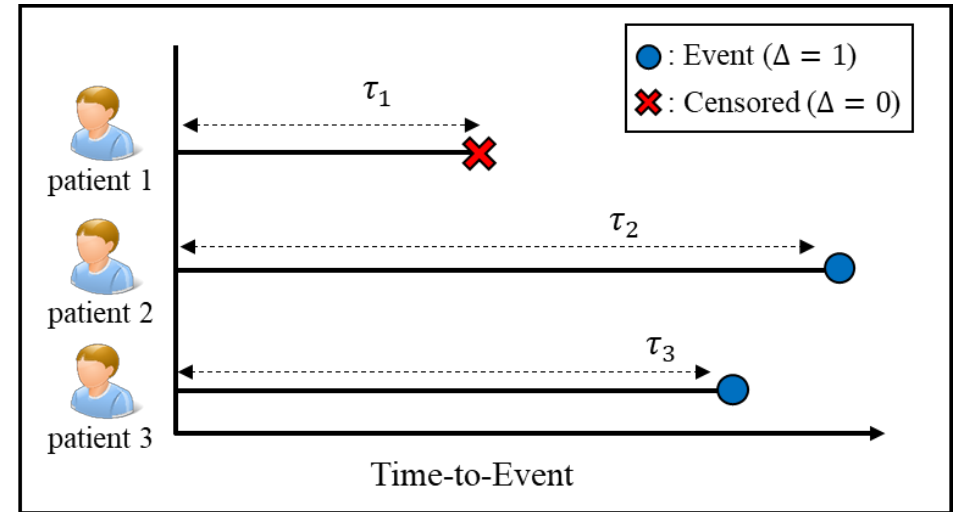 : Event (Δ = 1)
: Censored (Δ = 0)
τ₁
patient 1
τ₂
patient 2
τ₃
patient 3
Time-to-Event